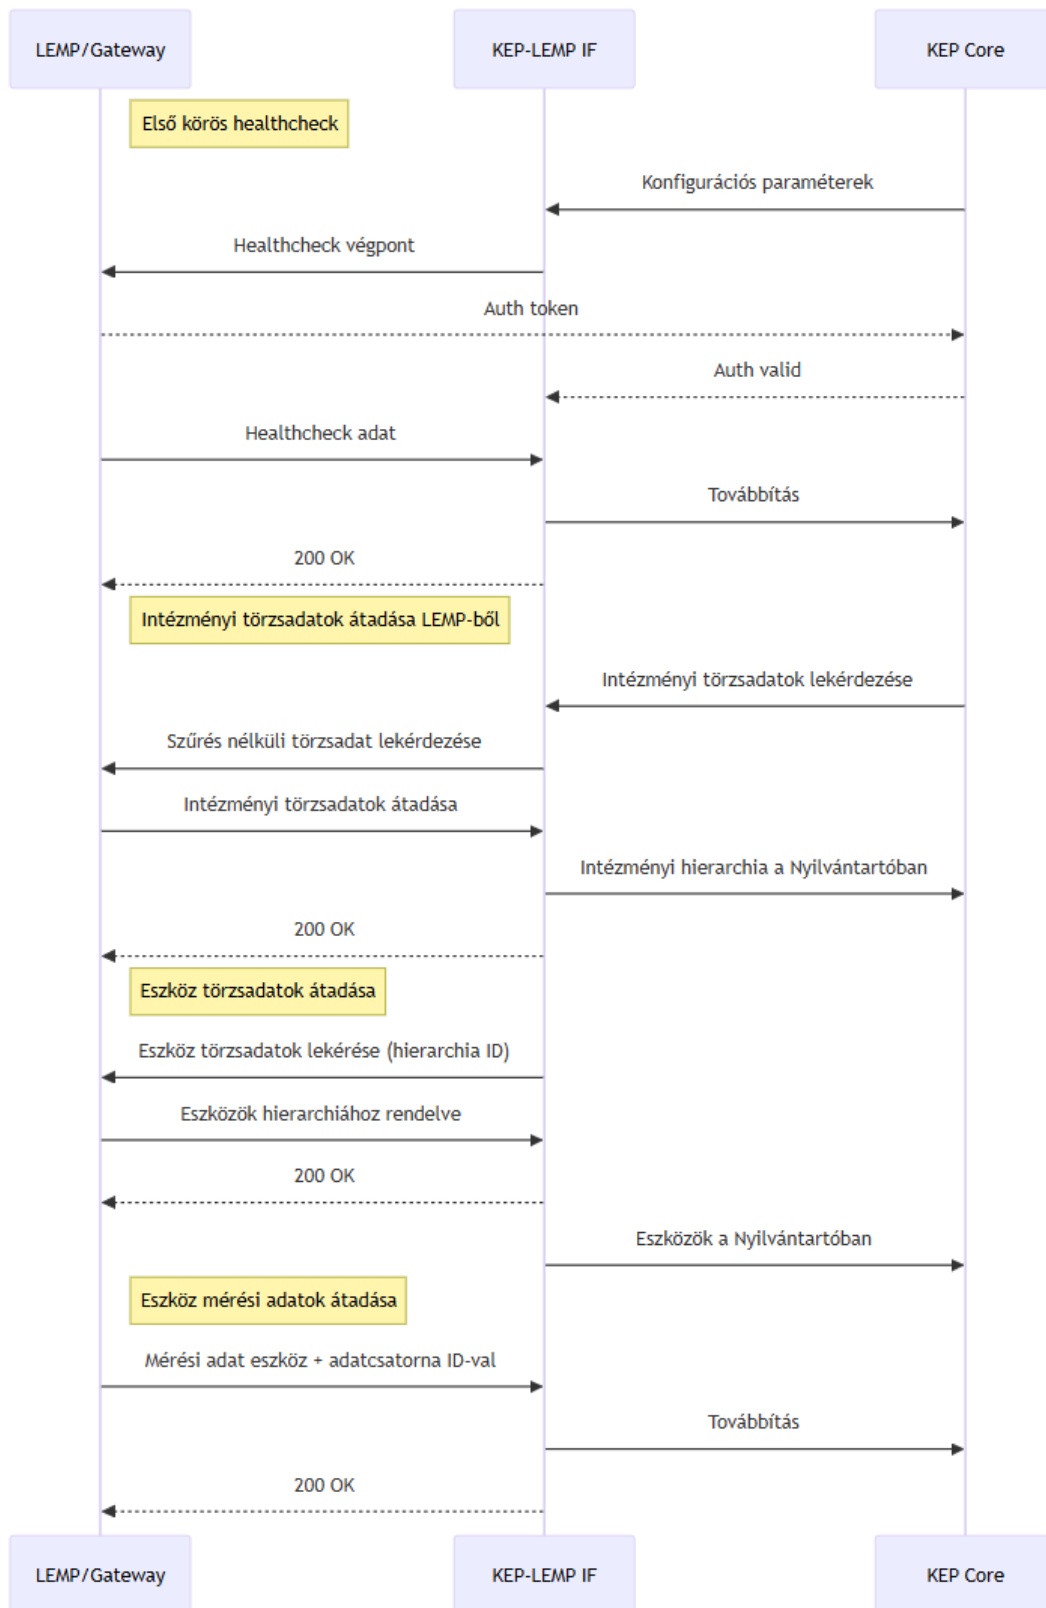 LEMP/Gateway
KEP-LEMP IF
KEP Core
Első körös healthcheck
Konfigurációs paraméterek
Healthcheck végpont
Auth token
Auth valid
Healthcheck adat
Továbbítás
200 OK
Intézményi törzsadatok átadása LEMP-ből
Intézményi törzsadatok lekérdezése
Szűrés nélküli törzsadat lekérdezése
Intézményi törzsadatok átadása
Intézményi hierarchia a Nyilvántartóban
200 OK
Eszköz törzsadatok átadása
Eszköz törzsadatok lekérése (hierarchia ID)
Eszközök hierarchiához rendelve
200 OK
Eszközök a Nyilvántartóban
Eszköz mérési adatok átadása
Mérési adat eszköz + adatcsatorna ID-val
Továbbítás
200 OK
LEMP/Gateway
KEP-LEMP IF
KEP Core